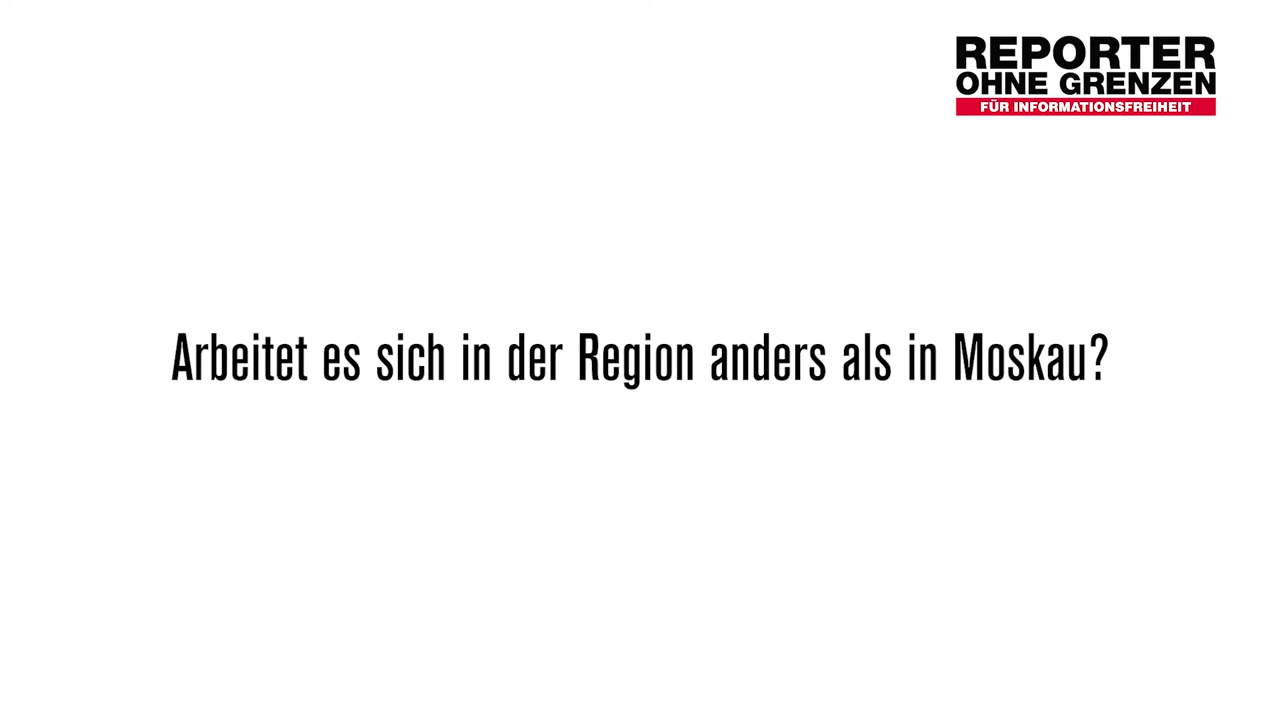 REPORTER
OHNE GRENZEN
FÜR INFORMATIONSFREIHEIT
Arbeitet es sich in der Region anders als in Moskau?